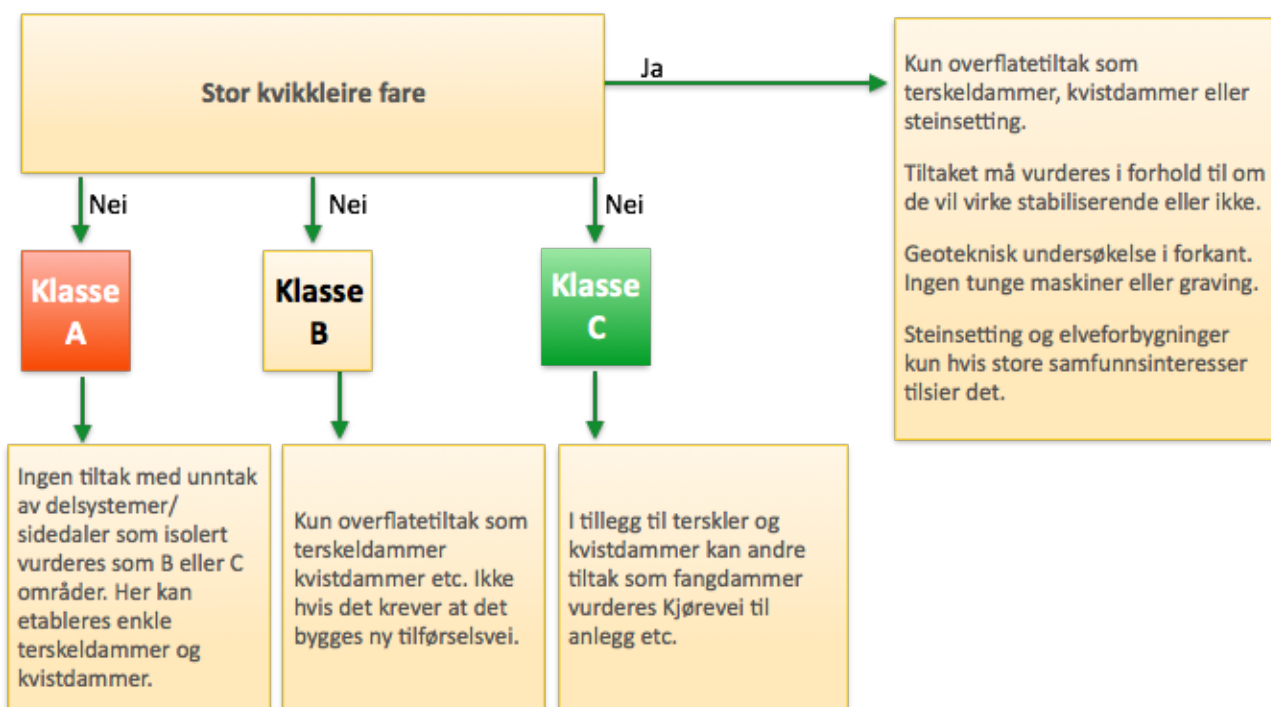 Stor kvikkleire fare
Ja
Kun overflatetiltak som
terskeldammer, kvistdammer eller
steinsetting.
Tiltaket må vurderes i forhold til om
de vil virke stabiliserende eller ikke.
Geoteknisk undersøkelse i forkant.
Ingen tunge maskiner eller graving.
Steinsetting og elveforbygninger
kun hvis store samfunnsinteresser
tilsier det.
Nei
Nei
Nei
Klasse
A
Klasse
B
Klasse
C
Ingen tiltak med unntak
av delsystemer/
sidedaler som isolert
vurderes som B eller C
områder. Her kan
etableres enkle
terskeldammer og
kvistdammer.
Kun overflatetiltak som
terskeldammer
kvistdammer etc. Ikke
hvis det krever at det
bygges ny tilførselsvei.
I tillegg til terskler og
kvistdammer kan andre
tiltak som fangdammer
vurderes Kjørevei til
anlegg etc.